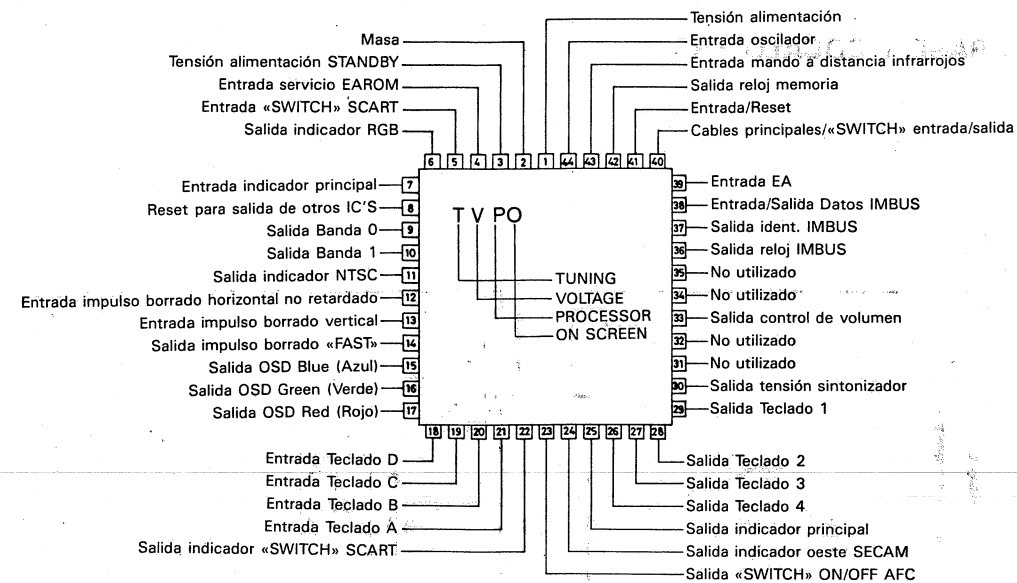 Tensión alimentación
Masa
Entrada oscilador
Tensión alimentación STANDBY
Entrada mando a distancia infrarrojos
Entrada servicio EAROM
Salida reloj memoria
Entrada «SWITCH» SCART
Entrada/Reset
Salida indicador RGB
Cables principales/«SWITCH» entrada/salida
6 5 4 3 2 1 44 43 42 41 40
Entrada indicador principal 7
39 Entrada EA
Reset para salida de otros IC'S 8
38 Entrada/Salida Datos IMBUS
Salida Banda 0 9
37 Salida ident. IMBUS
Salida Banda 1 10
36 Salida reloj IMBUS
Salida indicador NTSC 11
35 No utilizado
Entrada impulso borrado horizontal no retardado 12
34 No utilizado
Entrada impulso borrado vertical 13
33 Salida control de volumen
Salida impulso borrado «FAST» 14
32 No utilizado
Salida OSD Blue (Azul) 15
31 No utilizado
Salida OSD Green (Verde) 16
30 Salida tensión sintonizador
Salida OSD Red (Rojo) 17
29 Salida Teclado 1
T V P O
TUNING
VOLTAGE
PROCESSOR
ON SCREEN
18 19 20 21 22 23 24 25 26 27 28
Entrada Teclado D
Salida Teclado 2
Entrada Teclado C
Salida Teclado 3
Entrada Teclado B
Salida Teclado 4
Entrada Teclado A
Salida indicador principal
Salida indicador «SWITCH» SCART
Salida indicador oeste SECAM
Salida «SWITCH» ON/OFF AFC